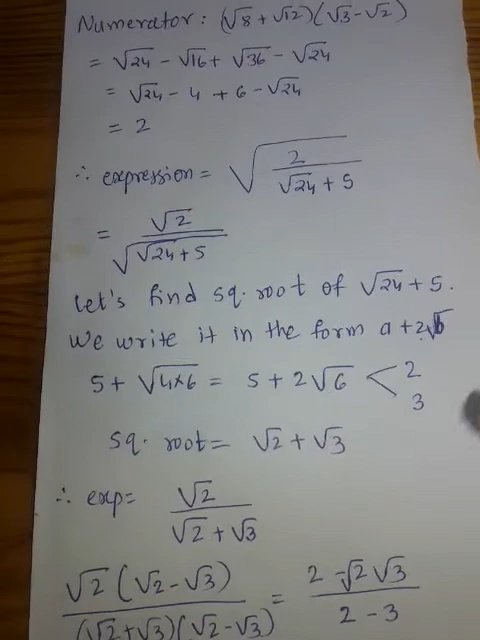 Numerator: (√8 + √12)(√3 - √2)
= √24 - √16 + √36 - √24
= √24 - 4 + 6 - √24
= 2
∴ expression = √(2/(√24 + 5))
= √2/√(√24 + 5)
Let's find sq. root of √24 + 5.
We write it in the form a + 2√b
5 + √(4×6) = 5 + 2√6 < 2
3
sq. root = √2 + √3
∴ exp = √2/(√2 + √3)
√2(√2 - √3)/(√2 + √3)(√2 - √3) = (2 - √2√3)/(2 - 3)